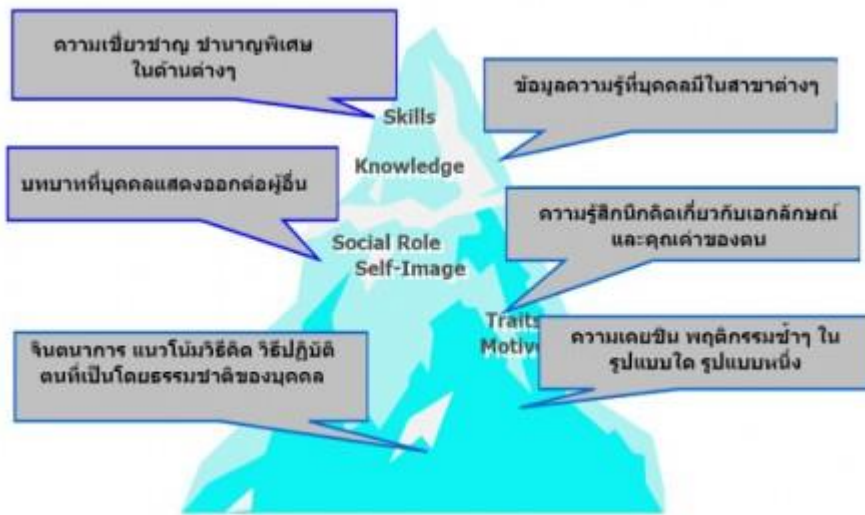 ความเชี่ยวชาญ ชำนาญพิเศษ
ในด้านต่างๆ
ข้อมูลความรู้ที่บุคคลมีในสาขาต่างๆ
Skills
Knowledge
บทบาทที่บุคคลแสดงออกต่อผู้อื่น
ความรู้สึกนึกคิดเกี่ยวกับเอกลักษณ์
และคุณค่าของตน
Social Role
Self-Image
Traits
Motive
จินตนาการ แนวโน้มวิธีคิด วิธีปฏิบัติ
ตนที่เป็นโดยธรรมชาติของบุคคล
ความเคยชิน พฤติกรรมซ้ำๆ ใน
รูปแบบใด รูปแบบหนึ่ง